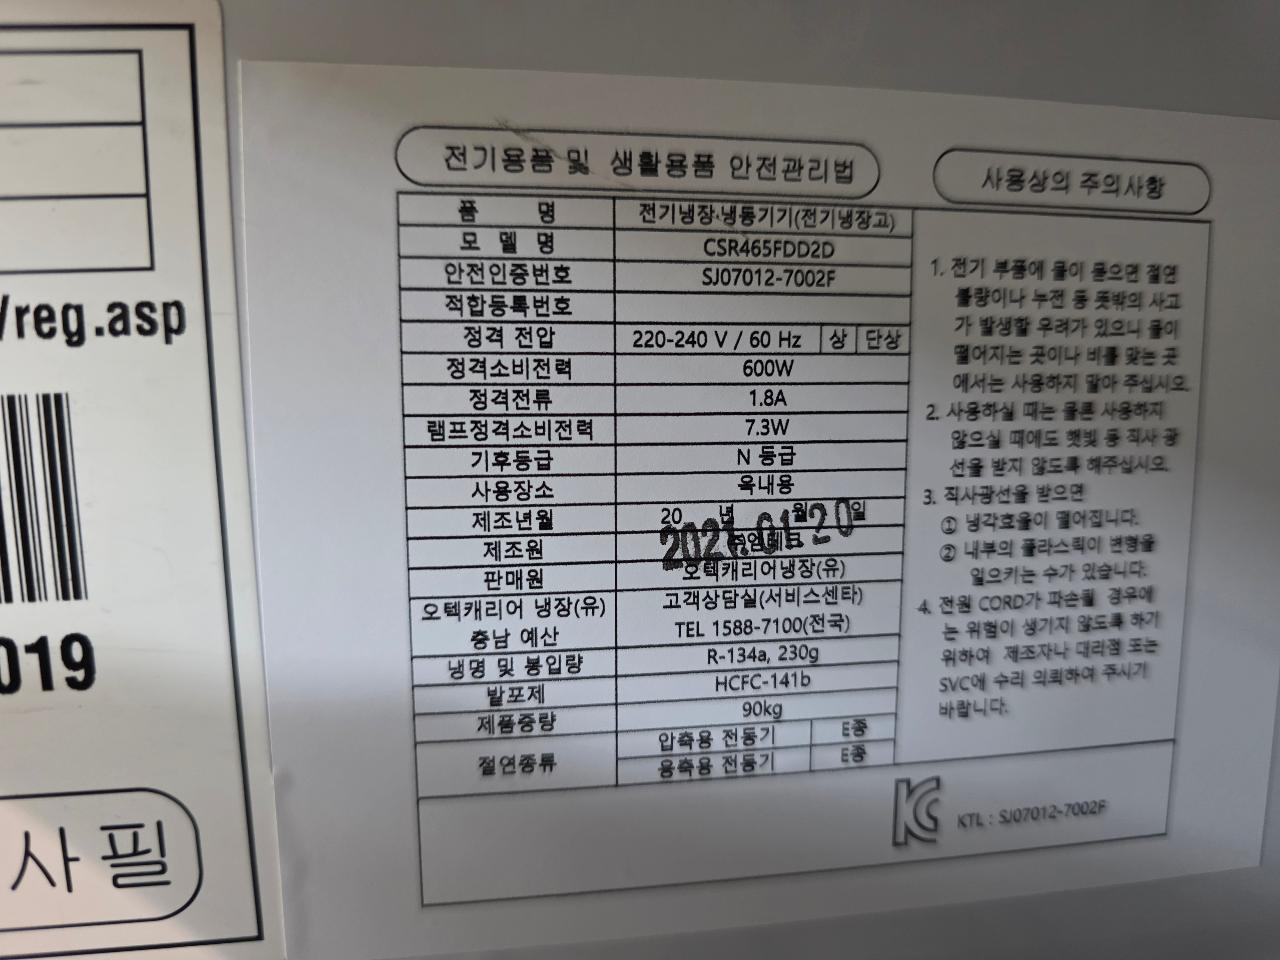 /reg.asp
019
사필
전기용품 및 생활용품 안전관리법
사용상의 주의사항
품 명 전기냉장·냉동기기(전기냉장고)
모 델 명 CSR465FDD2D
안전인증번호 SJ07012-7002F
적합등록번호
정격 전압 220-240 V / 60 Hz 상 단상
정격소비전력 600W
정격전류 1.8A
램프정격소비전력 7.3W
기후등급 N 등급
사용장소 옥내용
제조년월 20 년 월 일
2021.01.20
제조원
판매원 오텍캐리어냉장(유)
오텍캐리어 냉장(유) 고객상담실(서비스센타)
충남 예산 TEL 1588-7100(전국)
냉명 및 봉입량 R-134a, 230g
발포제 HCFC-141b
제품중량 90kg
절연종류 압축용 전동기 E종
응축용 전동기 E종
1. 전기 부품에 물이 묻으면 절연
불량이나 누전 등 뜻밖의 사고
가 발생할 우려가 있으니 물이
떨어지는 곳이나 비를 맞는 곳
에서는 사용하지 말아 주십시오.
2. 사용하실 때는 물론 사용하지
않으실 때에도 햇빛 등 직사 광
선을 받지 않도록 해주십시오.
3. 직사광선을 받으면
① 냉각효율이 떨어집니다.
② 내부의 플라스틱이 변형을
일으키는 수가 있습니다.
4. 전원 CORD가 파손될 경우에
는 위험이 생기지 않도록 하기
위하여 제조자나 대리점 또는
SVC에 수리 의뢰하여 주시기
바랍니다.
KC KTL : SJ07012-7002F